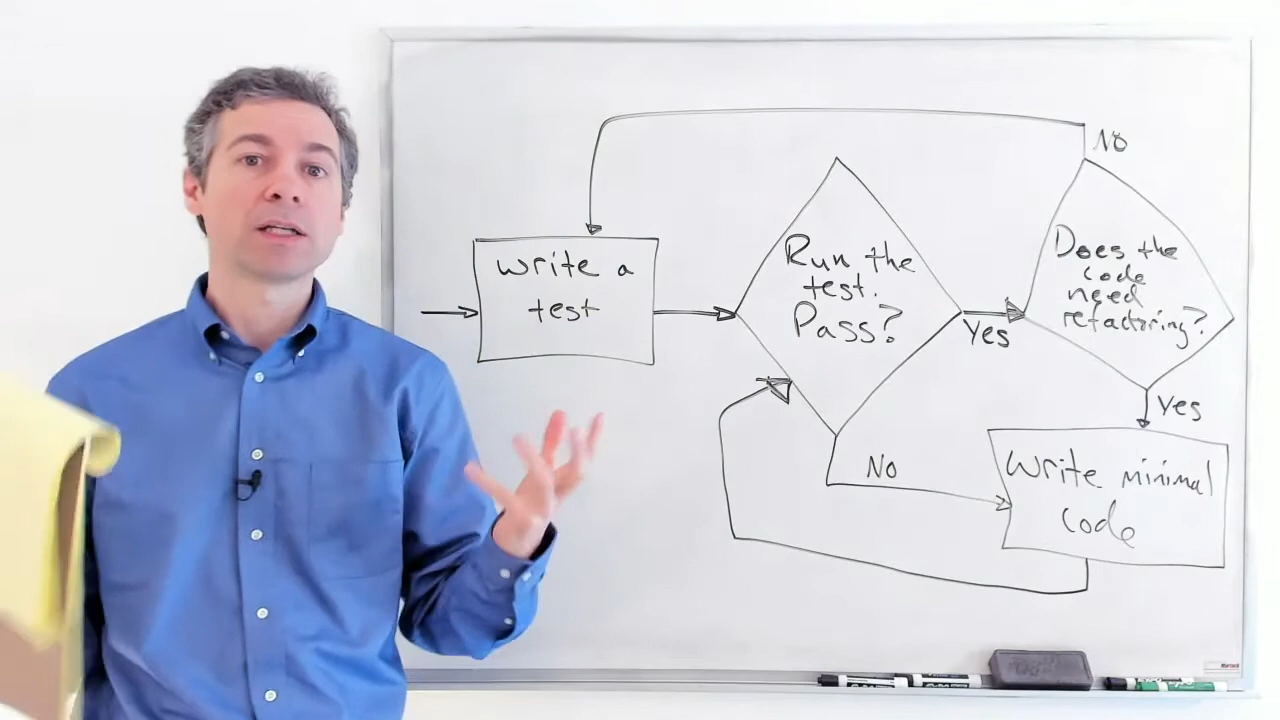 No
Write a
test
Run the
test.
Pass?
Yes
Does the
code
need
refactoring?
Yes
No
Write minimal
code